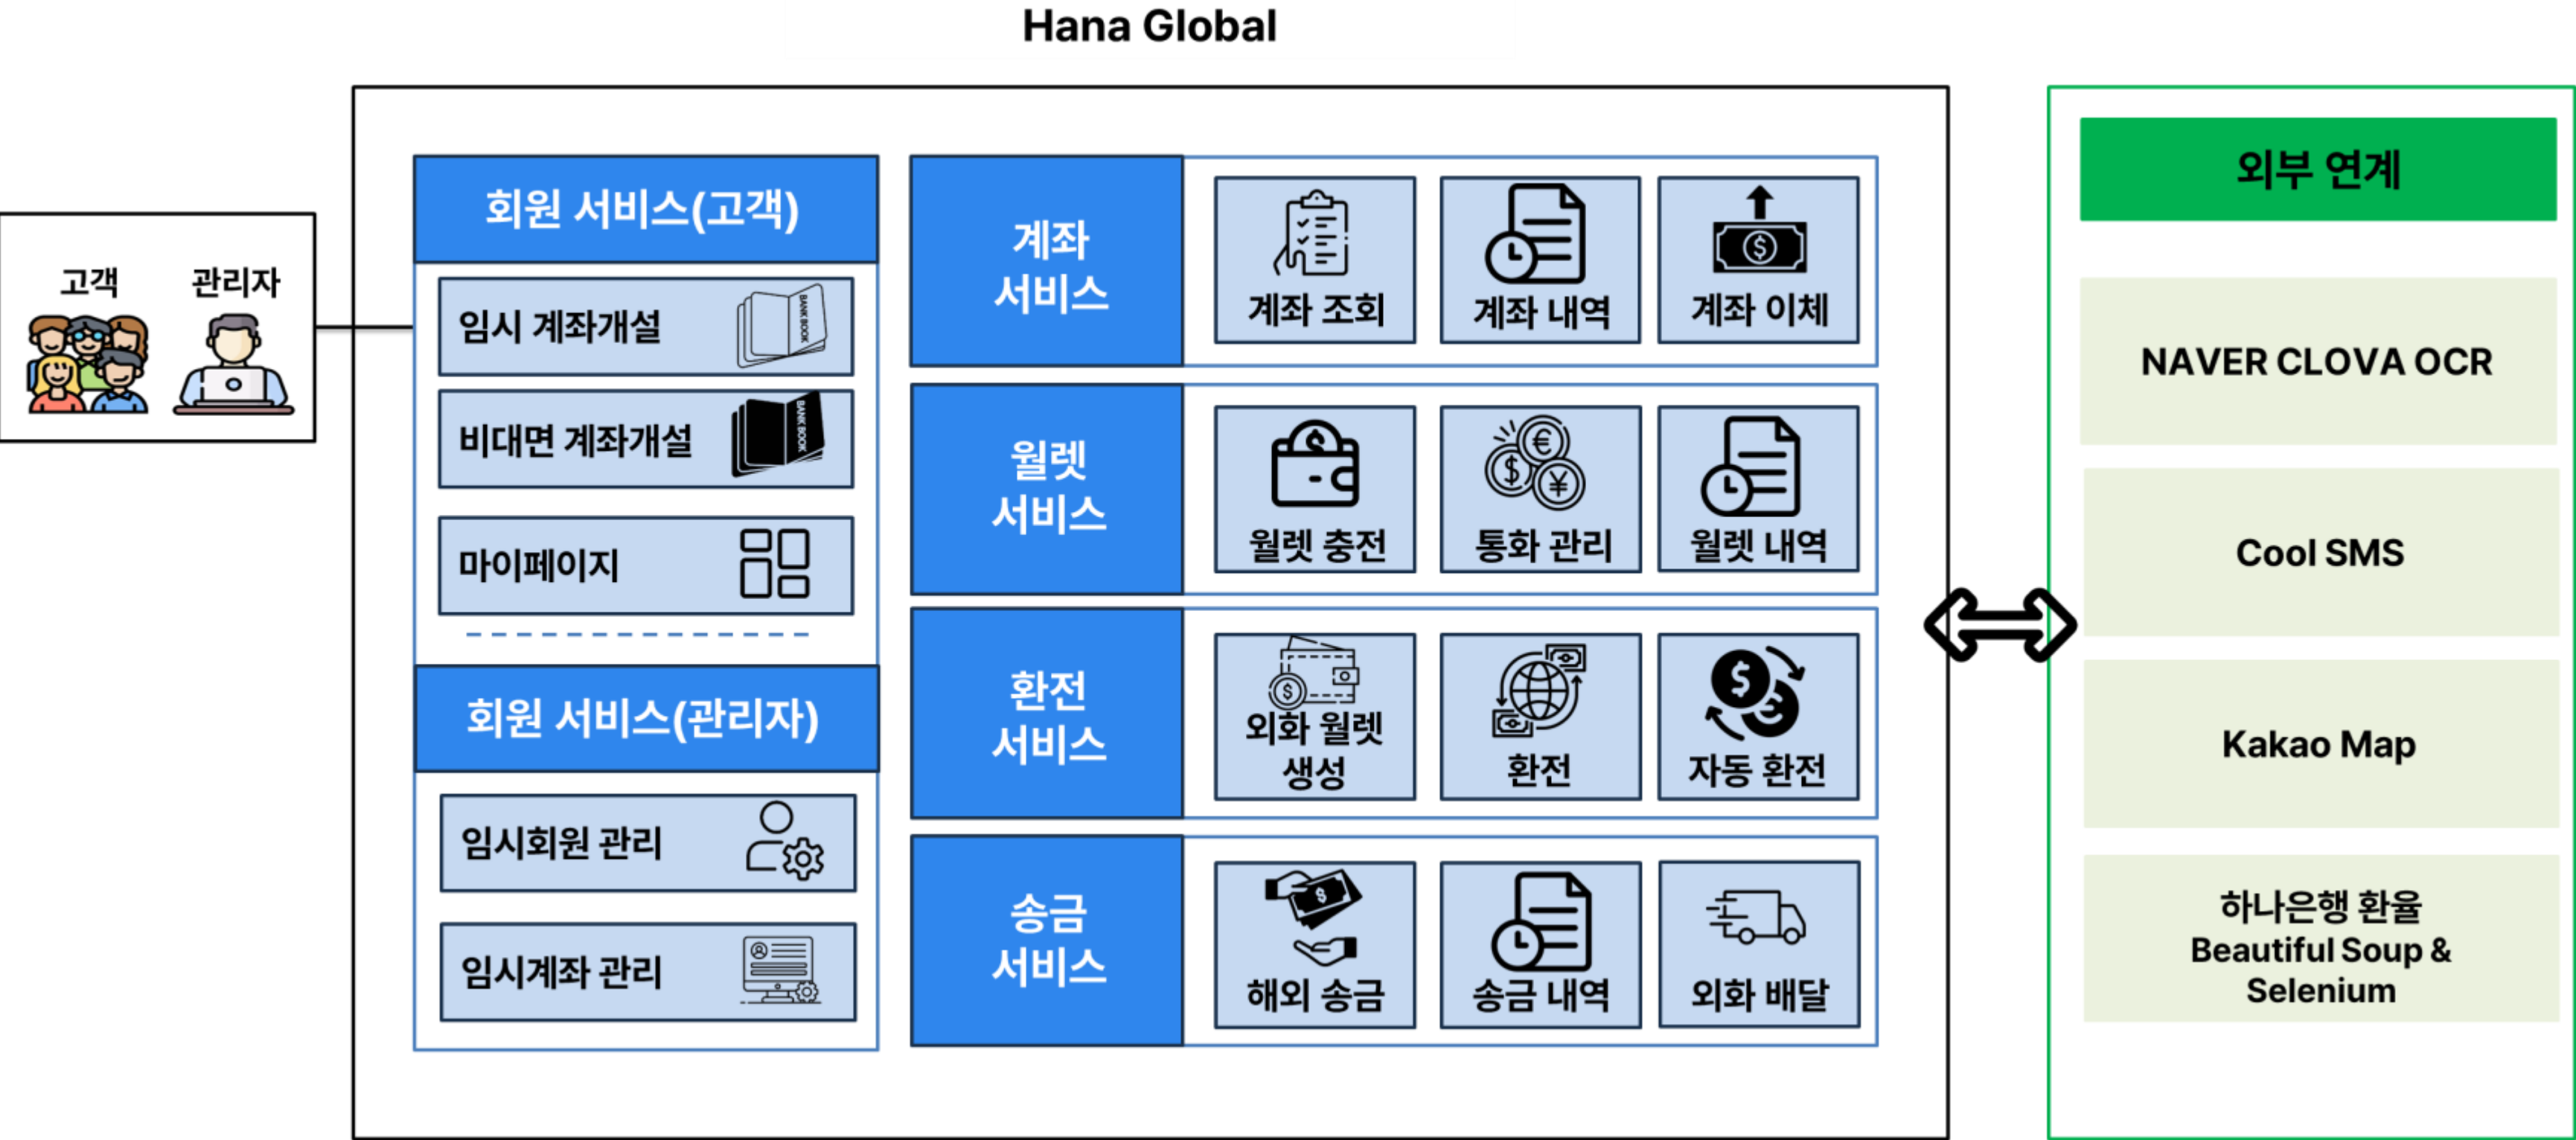 Hana Global
고객
관리자
회원 서비스(고객)
임시 계좌개설
BANK BOOK
비대면 계좌개설
BANK BOOK
마이페이지
회원 서비스(관리자)
임시회원 관리
임시계좌 관리
계좌
서비스
계좌 조회
계좌 내역
계좌 이체
월렛
서비스
월렛 충전
통화 관리
월렛 내역
환전
서비스
외화 월렛
생성
환전
자동 환전
송금
서비스
해외 송금
송금 내역
외화 배달
외부 연계
NAVER CLOVA OCR
Cool SMS
Kakao Map
하나은행 환율
Beautiful Soup &
Selenium